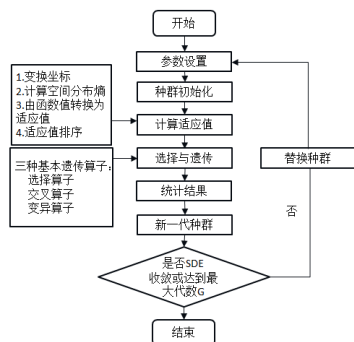 开始
参数设置
1.变换坐标
2.计算空间分布熵
3.由函数值转换为
适应值
4.适应值排序
种群初始化
计算适应值
三种基本遗传算子：
选择算子
交叉算子
变异算子
选择与遗传
替换种群
统计结果
否
新一代种群
是否SDE
收敛或达到最
大代数G
结束